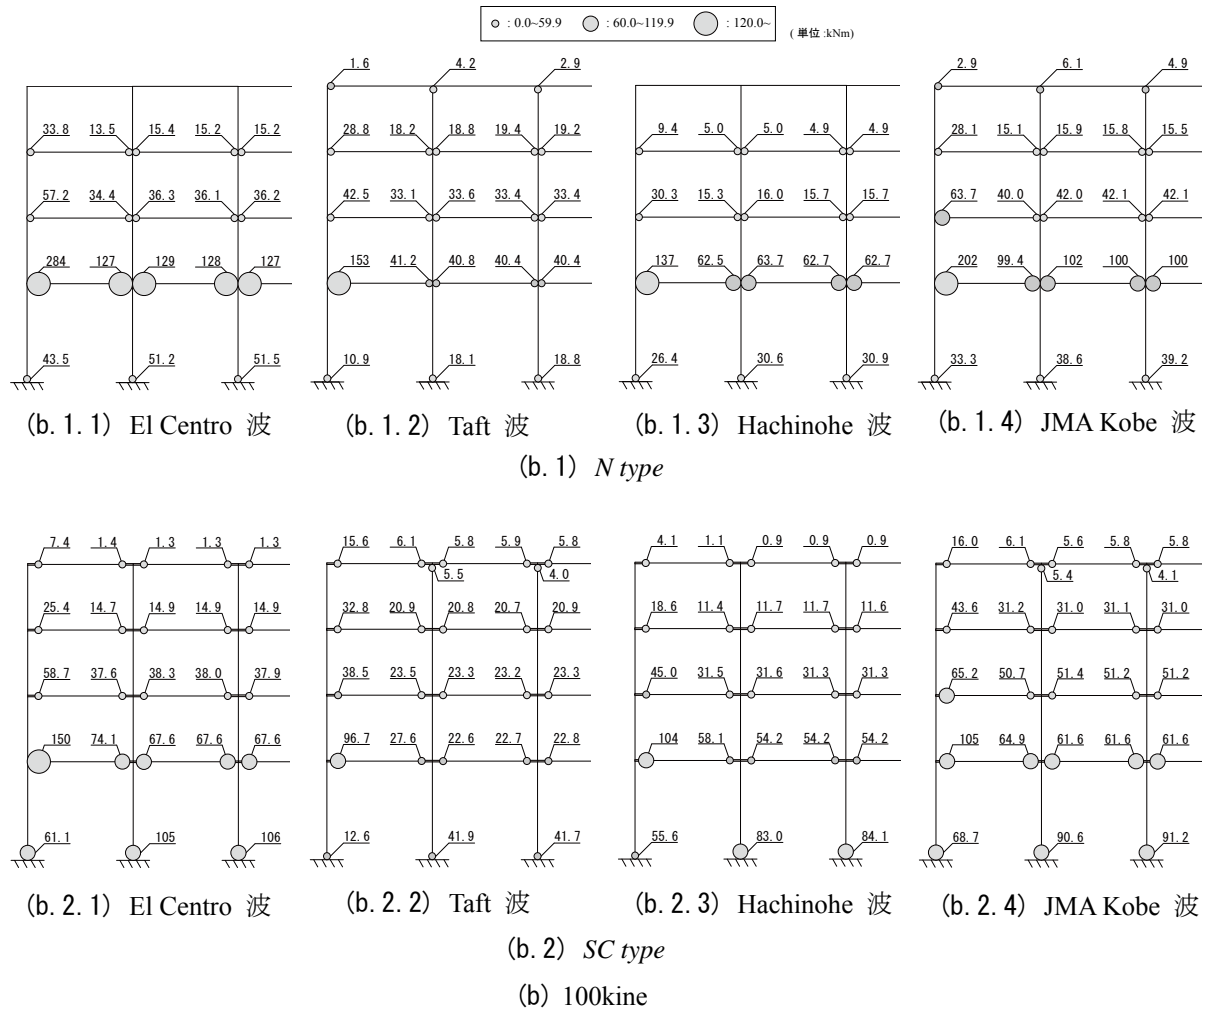 : 0.0~59.9 : 60.0~119.9 : 120.0~
( 単位 :kNm)
33.8 13.5 15.4 15.2 15.2
57.2 34.4 36.3 36.1 36.2
284 127 129 128 127
43.5 51.2 51.5
(b.1.1) El Centro 波
1.6 4.2 2.9
28.8 18.2 18.8 19.4 19.2
42.5 33.1 33.6 33.4 33.4
153 41.2 40.8 40.4 40.4
10.9 18.1 18.8
(b.1.2) Taft 波
9.4 5.0 5.0 4.9 4.9
30.3 15.3 16.0 15.7 15.7
137 62.5 63.7 62.7 62.7
26.4 30.6 30.9
(b.1.3) Hachinohe 波
2.9 6.1 4.9
28.1 15.1 15.9 15.8 15.5
63.7 40.0 42.0 42.1 42.1
202 99.4 102 100 100
33.3 38.6 39.2
(b.1.4) JMA Kobe 波
(b.1) N type
7.4 1.4 1.3 1.3 1.3
25.4 14.7 14.9 14.9 14.9
58.7 37.6 38.3 38.0 37.9
150 74.1 67.6 67.6 67.6
61.1 105 106
(b.2.1) El Centro 波
15.6 6.1 5.8 5.9 5.8
5.5 4.0
32.8 20.9 20.8 20.7 20.9
38.5 23.5 23.3 23.2 23.3
96.7 27.6 22.6 22.7 22.8
12.6 41.9 41.7
(b.2.2) Taft 波
4.1 1.1 0.9 0.9 0.9
18.6 11.4 11.7 11.7 11.6
45.0 31.5 31.6 31.3 31.3
104 58.1 54.2 54.2 54.2
55.6 83.0 84.1
(b.2.3) Hachinohe 波
16.0 6.1 5.6 5.8 5.8
5.4 4.1
43.6 31.2 31.0 31.1 31.0
65.2 50.7 51.4 51.2 51.2
105 64.9 61.6 61.6 61.6
68.7 90.6 91.2
(b.2.4) JMA Kobe 波
(b.2) SC type
(b) 100kine